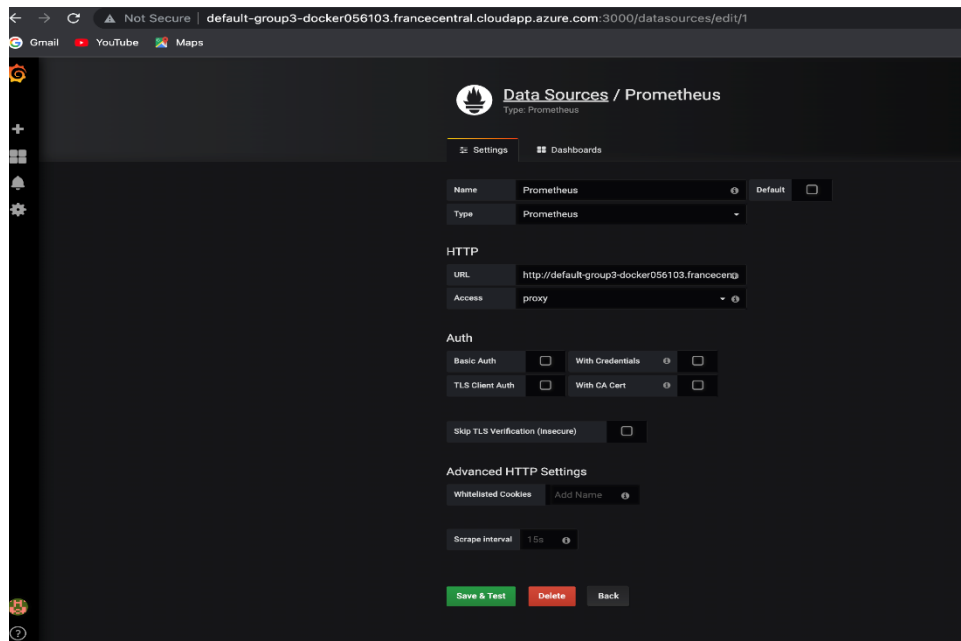 Not Secure | default-group3-docker056103.francecentral.cloudapp.azure.com:3000/datasources/edit/1
Gmail YouTube Maps
Data Sources / Prometheus
Type: Prometheus
Settings Dashboards
Name Prometheus Default
Type Prometheus
HTTP
URL http://default-group3-docker056103.francecen
Access proxy
Auth
Basic Auth With Credentials
TLS Client Auth With CA Cert
Skip TLS Verification (Insecure)
Advanced HTTP Settings
Whitelisted Cookies Add Name
Scrape interval 15s
Save & Test Delete Back